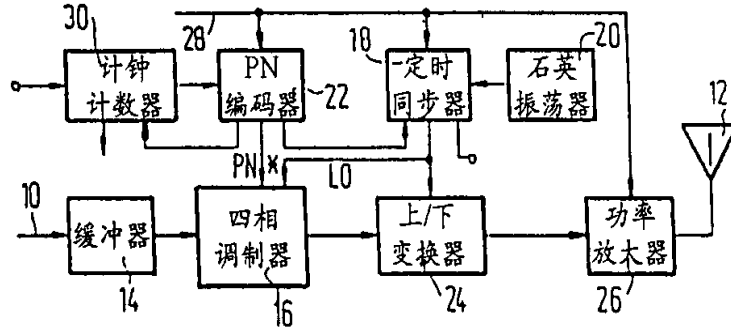 30
28
18
20
12
计钟
计数器
PN
编码器
22
一定时
同步器
石英
振荡器
PN
*
LO
10
缓冲器
14
四相
调制器
16
上/下
变换器
24
功率
放大器
26